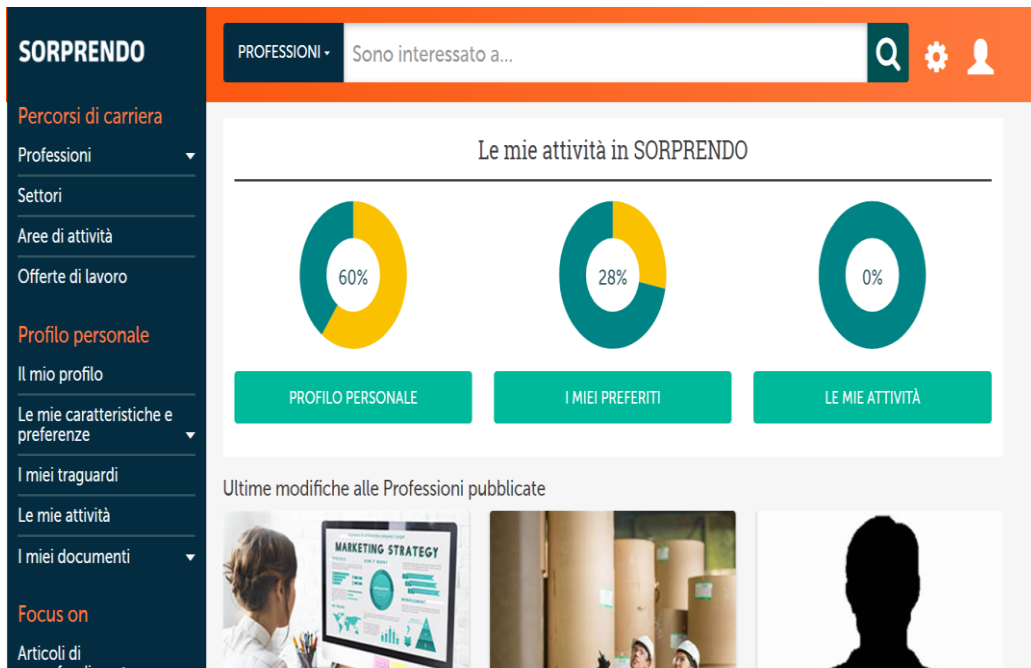 SORPRENDO
PROFESSIONI
Sono interessato a...
Percorsi di carriera
Professioni
Settori
Aree di attività
Offerte di lavoro
Profilo personale
Il mio profilo
Le mie caratteristiche e
preferenze
I miei traguardi
Le mie attività
I miei documenti
Focus on
Articoli di
Le mie attività in SORPRENDO
60%
28%
0%
PROFILO PERSONALE
I MIEI PREFERITI
LE MIE ATTIVITÀ
Ultime modifiche alle Professioni pubblicate
MARKETING STRATEGY